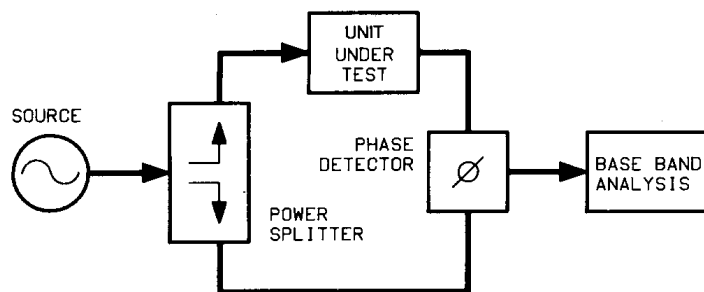 UNIT
UNDER
TEST
SOURCE
PHASE
DETECTOR
BASE BAND
ANALYSIS
POWER
SPLITTER